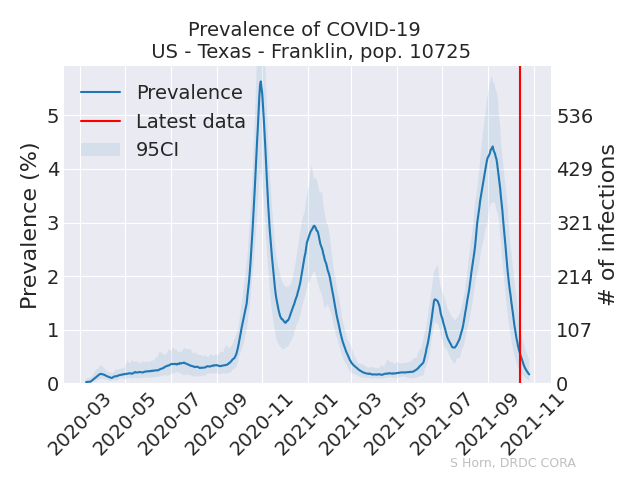 Prevalence of COVID-19
US - Texas - Franklin, pop. 10725
Prevalence
Latest data
95CI
Prevalence (%)
5
4
3
2
1
0
# of infections
536
429
321
214
107
0
2020-03
2020-05
2020-07
2020-09
2020-11
2021-01
2021-03
2021-05
2021-07
2021-09
2021-11
S Horn, DRDC CORA